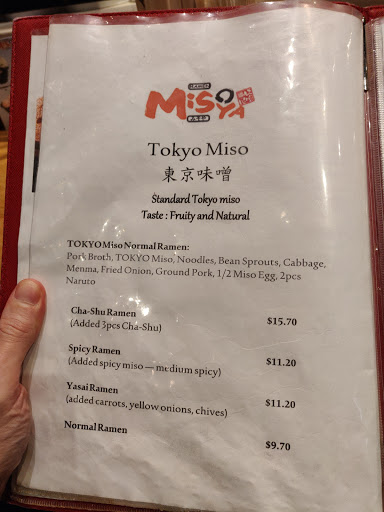 RAMEN
MiSOYA
Tokyo Miso
東京味噌
Standard Tokyo miso
Taste : Fruity and Natural
TOKYO Miso Normal Ramen:
Pork Broth, TOKYO Miso, Noodles, Bean Sprouts, Cabbage,
Menma, Fried Onion, Ground Pork, 1/2 Miso Egg, 2pcs
Naruto
Cha-Shu Ramen $15.70
(Added 3pcs Cha-Shu)
Spicy Ramen $11.20
(Added spicy miso — medium spicy)
Yasai Ramen $11.20
(added carrots, yellow onions, chives)
Normal Ramen $9.70